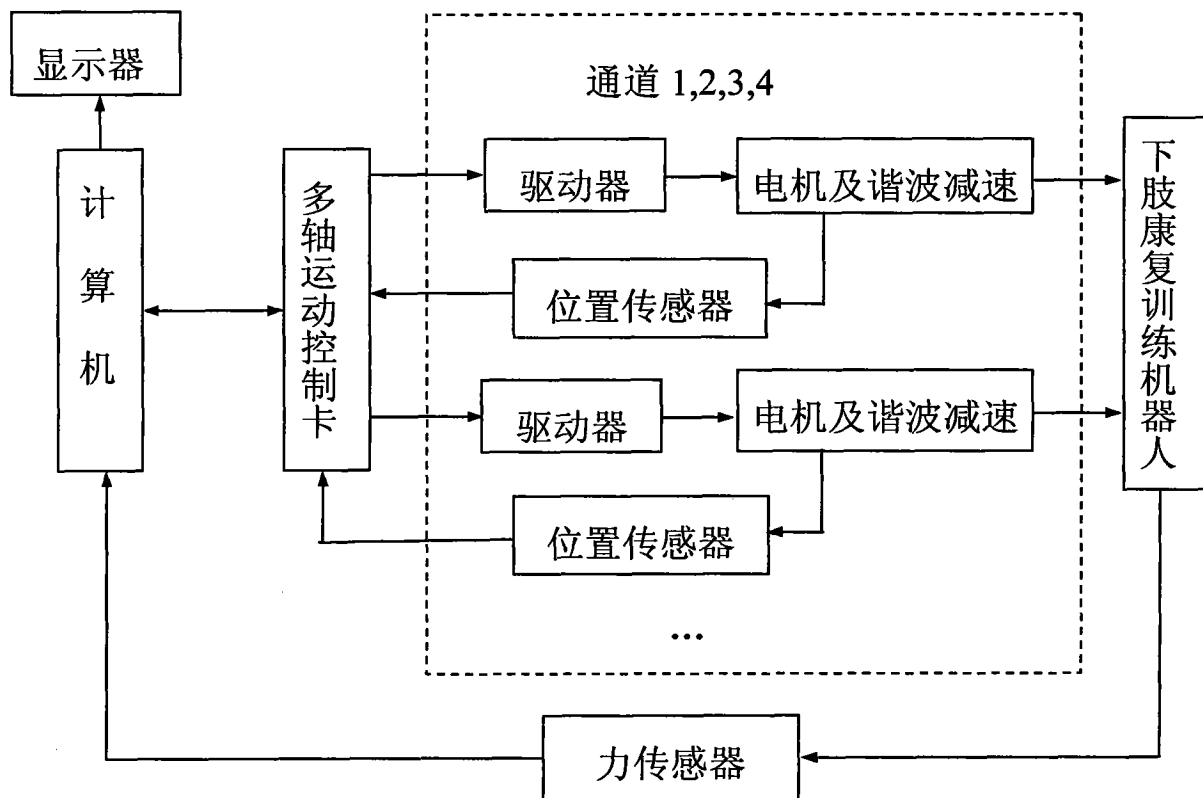 显示器
通道 1,2,3,4
计算机
多轴运动控制卡
驱动器
电机及谐波减速
下肢康复训练机器人
位置传感器
驱动器
电机及谐波减速
位置传感器
...
力传感器